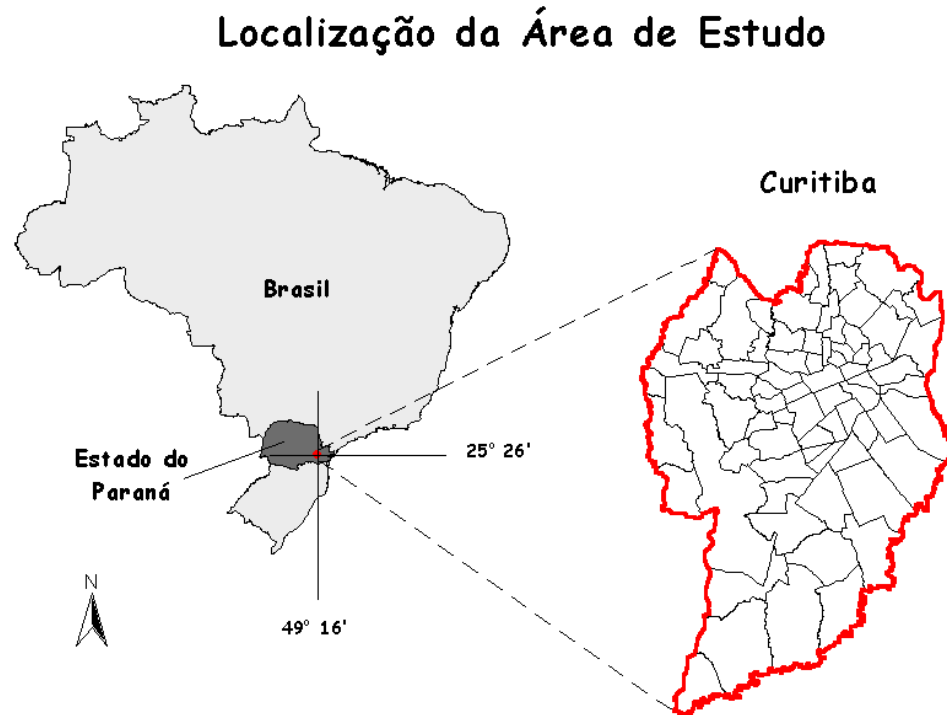 Localização da Área de Estudo
Curitiba
Brasil
Estado do
Paraná
25° 26'
49° 16'
N